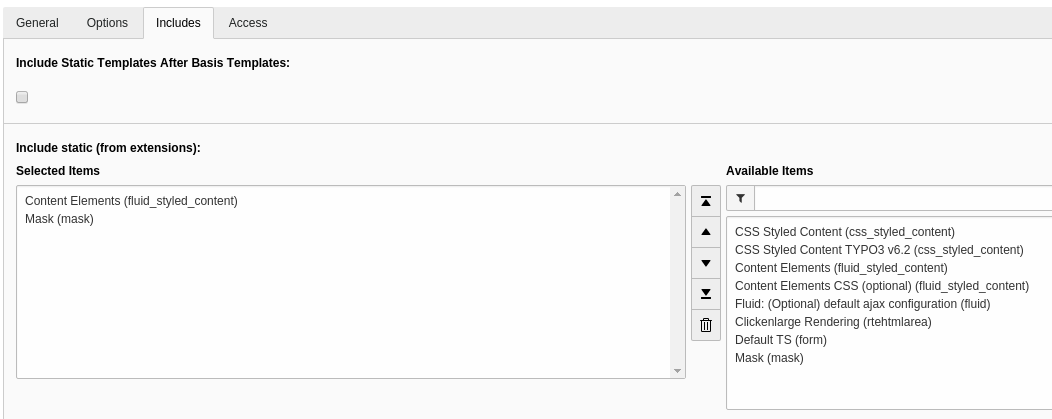 General Options Includes Access
Include Static Templates After Basis Templates:
Include static (from extensions):
Selected Items
Content Elements (fluid_styled_content)
Mask (mask)
Available Items
CSS Styled Content (css_styled_content)
CSS Styled Content TYPO3 v6.2 (css_styled_content)
Content Elements (fluid_styled_content)
Content Elements CSS (optional) (fluid_styled_content)
Fluid: (Optional) default ajax configuration (fluid)
Clickenlarge Rendering (rtehtmlarea)
Default TS (form)
Mask (mask)